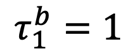 τ₁ᵇ = 1